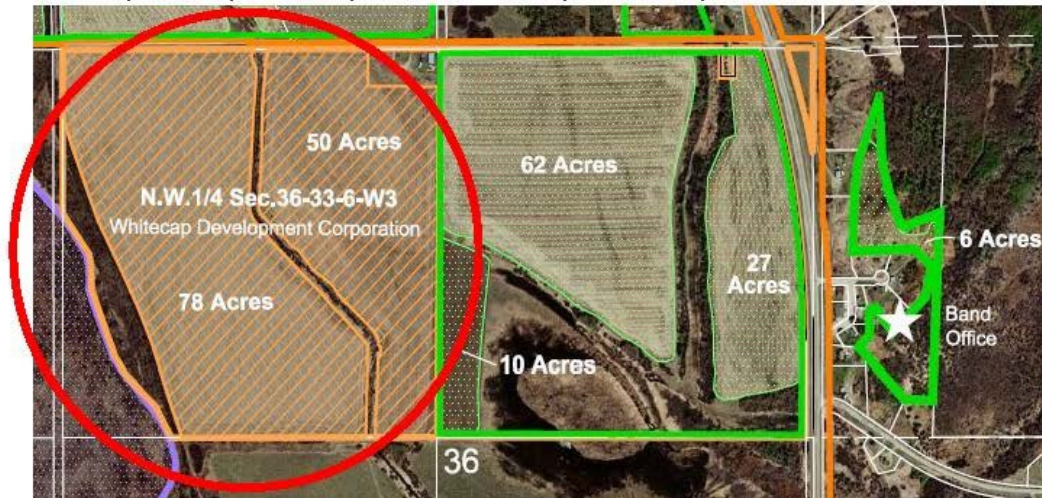 50 Acres
62 Acres
N.W.1/4 Sec.36-33-6-W3
Whitecap Development Corporation
6 Acres
27
Acres
78 Acres
Band
Office
10 Acres
36